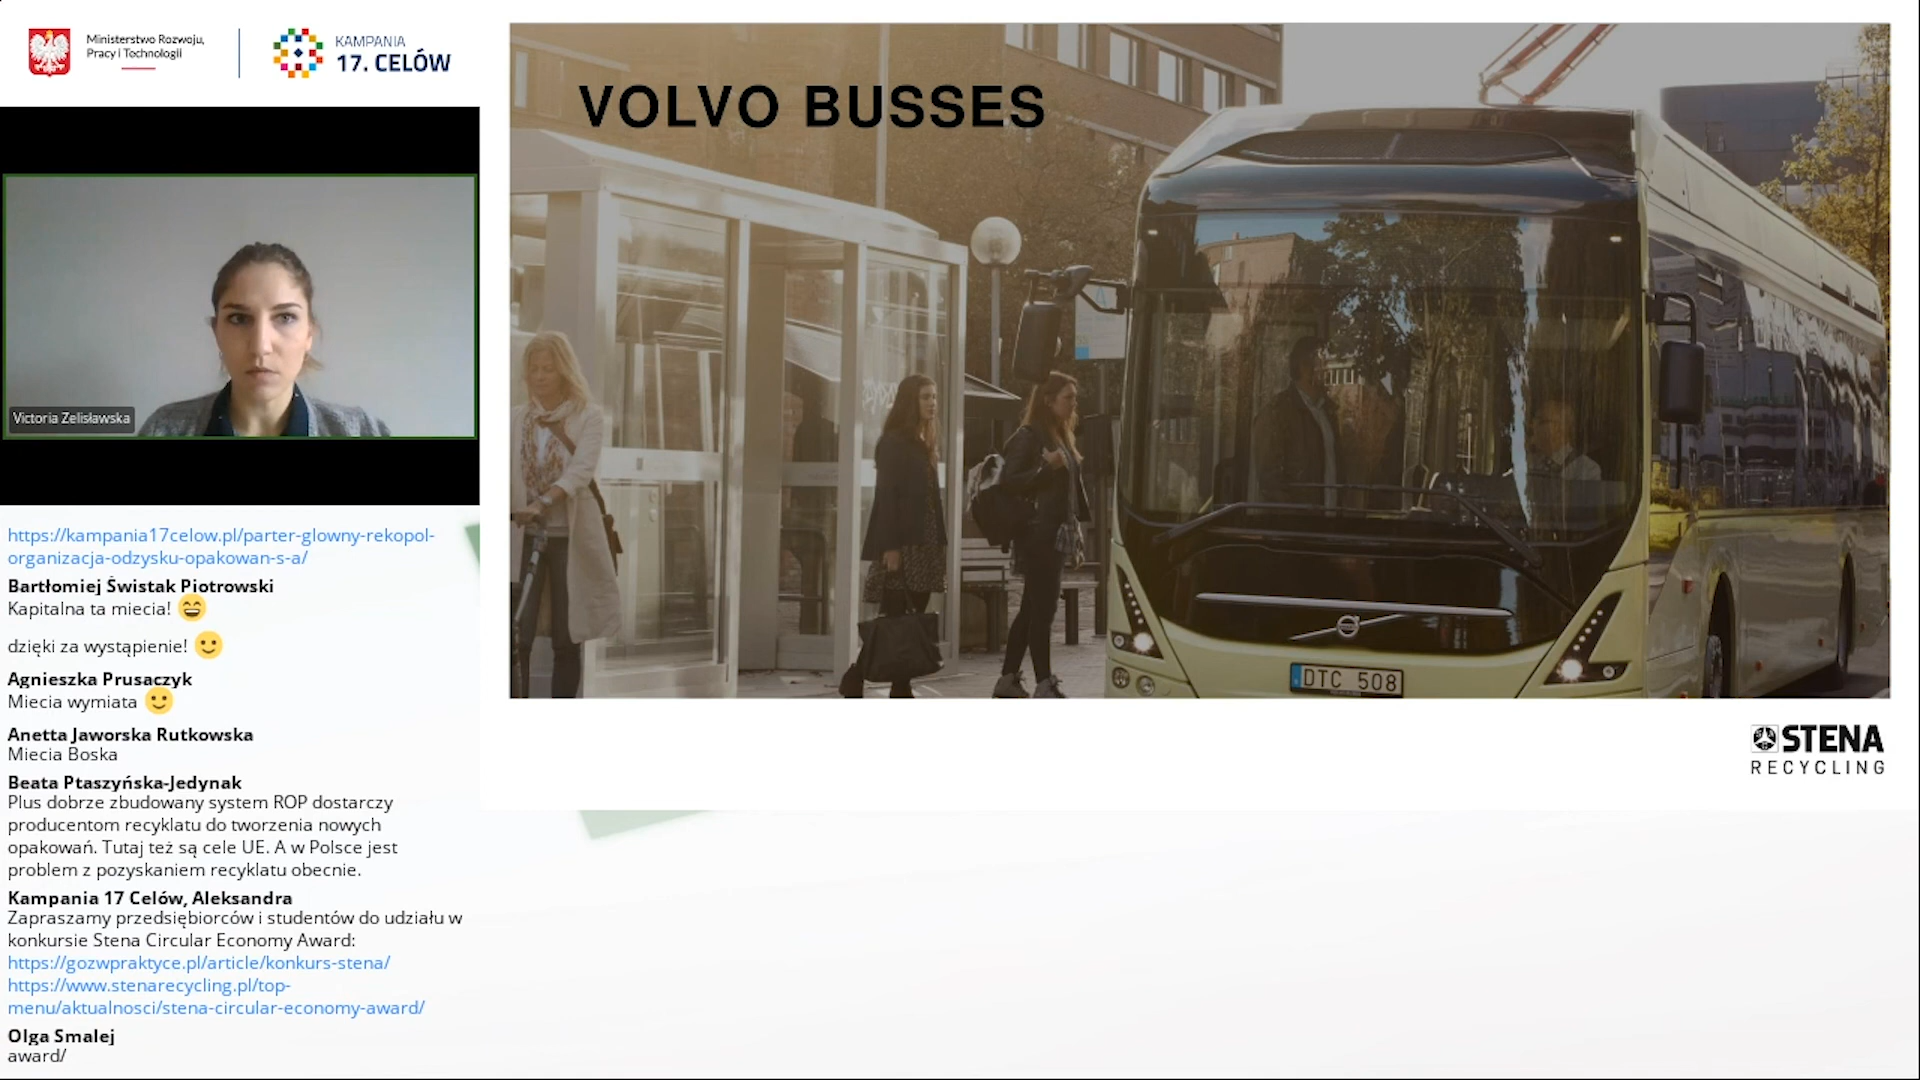 Ministerstwo Rozwoju,
Pracy i Technologii
KAMPANIA
17. CELÓW
Victoria Zelisławska
https://kampania17celow.pl/parter-glowny-rekopol-
organizacja-odzysku-opakowan-s-a/
Bartłomiej Świstak Piotrowski
Kapitalna ta miecia!
dzięki za wystąpienie!
Agnieszka Prusaczyk
Miecia wymiata
Anetta Jaworska Rutkowska
Miecia Boska
Beata Ptaszyńska-Jedynak
Plus dobrze zbudowany system ROP dostarczy
producentom recyklatu do tworzenia nowych
opakowań. Tutaj też są cele UE. A w Polsce jest
problem z pozyskaniem recyklatu obecnie.
Kampania 17 Celów, Aleksandra
Zapraszamy przedsiębiorców i studentów do udziału w
konkursie Stena Circular Economy Award:
https://gozwpraktyce.pl/article/konkurs-stena/
https://www.stenarecycling.pl/top-
menu/aktualnosci/stena-circular-economy-award/
Olga Smalej
award/
VOLVO BUSSES
DTC 508
STENA
RECYCLING